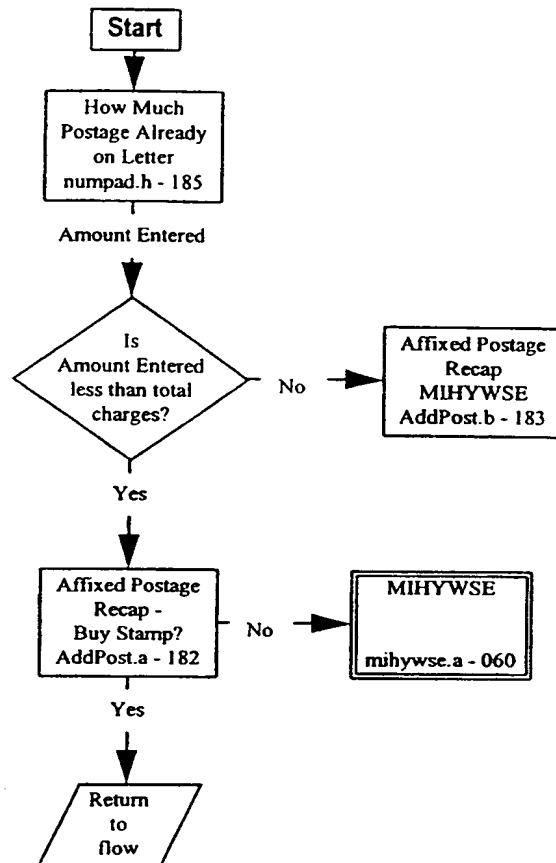 Start
How Much
Postage Already
on Letter
numpad.h - 185
Amount Entered
Is
Amount Entered
less than total
charges?
No
Affixed Postage
Recap
MIHYWSE
AddPost.b - 183
Yes
Affixed Postage
Recap -
Buy Stamp?
AddPost.a - 182
No
MIHYWSE
mihywse.a - 060
Yes
Return
to
flow